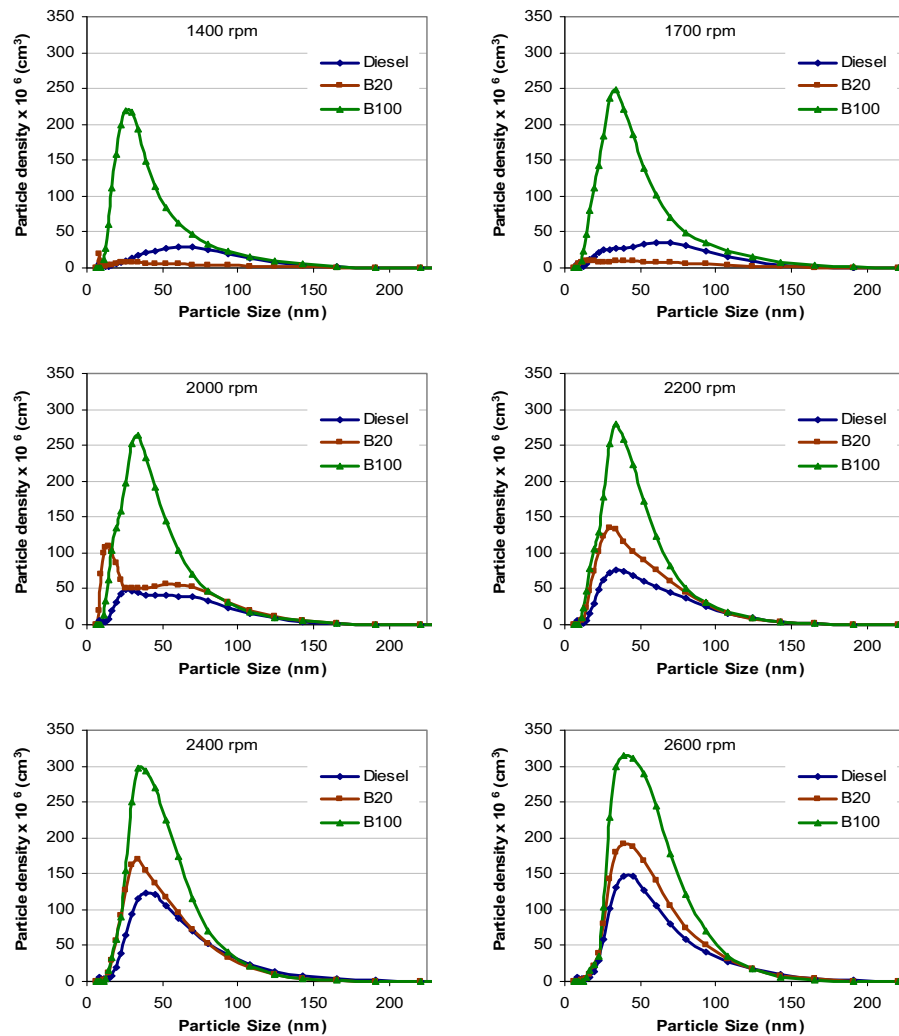 1400 rpm
Particle density x 10 6 (cm3)
350
300
250
200
150
100
50
0
Diesel
B20
B100
0 50 100 150 200
Particle Size (nm)
1700 rpm
Particle density x 10 6 (cm3)
350
300
250
200
150
100
50
0
Diesel
B20
B100
0 50 100 150 200
Particle Size (nm)
2000 rpm
Particle density x 10 6 (cm3)
350
300
250
200
150
100
50
0
Diesel
B20
B100
0 50 100 150 200
Particle Size (nm)
2200 rpm
Particle density x 10 6 (cm3)
350
300
250
200
150
100
50
0
Diesel
B20
B100
0 50 100 150 200
Particle Size (nm)
2400 rpm
Particle density x 10 6 (cm3)
350
300
250
200
150
100
50
0
Diesel
B20
B100
0 50 100 150 200
Particle Size (nm)
2600 rpm
Particle density x 10 6 (cm3)
350
300
250
200
150
100
50
0
Diesel
B20
B100
0 50 100 150 200
Particle Size (nm)